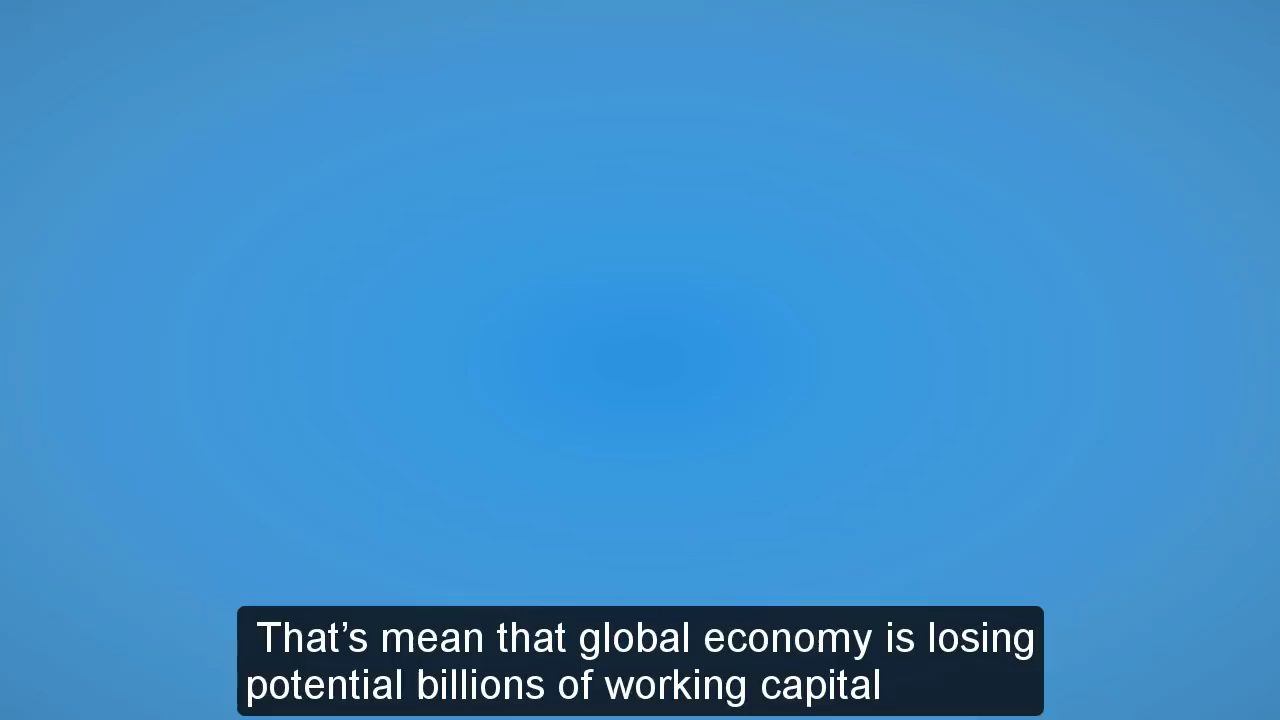 That’s mean that global economy is losing
potential billions of working capital